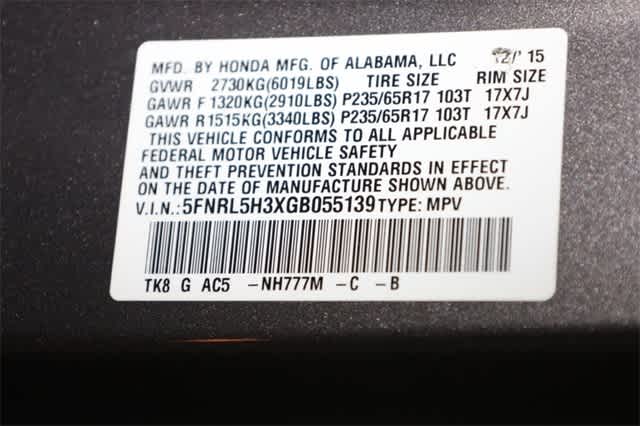 MFD. BY HONDA MFG. OF ALABAMA, LLC 12/ 15
GVWR 2730KG(6019LBS) TIRE SIZE RIM SIZE
GAWR F 1320KG(2910LBS) P235/65R17 103T 17X7J
GAWR R1515KG(3340LBS) P235/65R17 103T 17X7J
THIS VEHICLE CONFORMS TO ALL APPLICABLE
FEDERAL MOTOR VEHICLE SAFETY
AND THEFT PREVENTION STANDARDS IN EFFECT
ON THE DATE OF MANUFACTURE SHOWN ABOVE.
V.I.N.:5FNRL5H3XGB055139 TYPE: MPV
TK8 G AC5 -NH777M -C -B